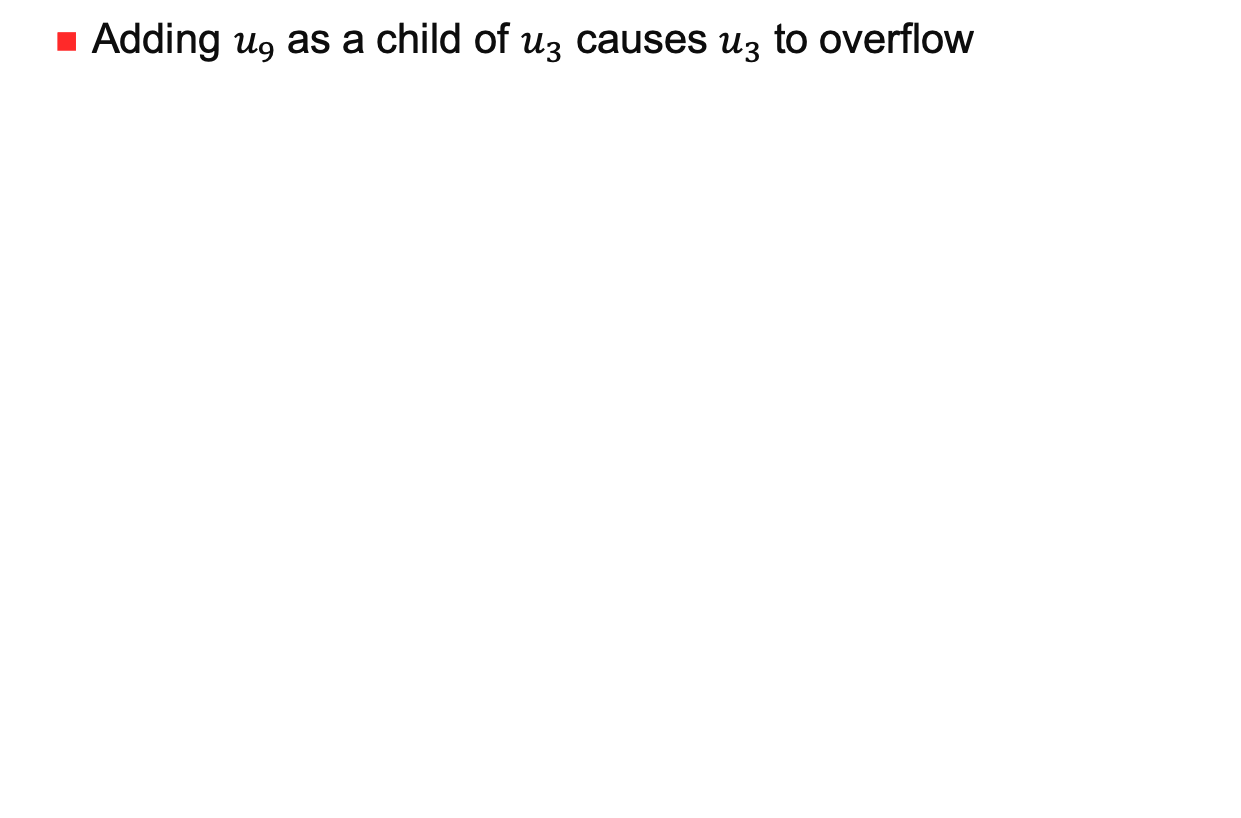 Adding u₉ as a child of u₃ causes u₃ to overflow